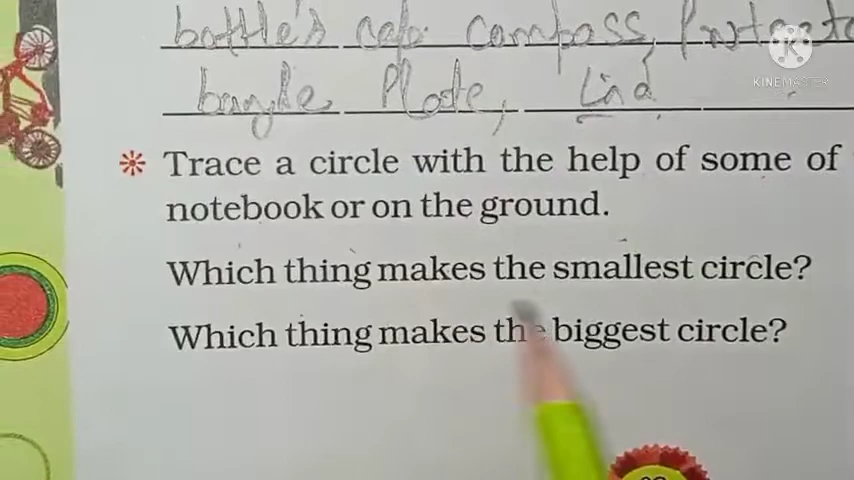 bottle's cap. compass,
bangle Plate, Lid
Trace a circle with the help of some of
notebook or on the ground.
Which thing makes the smallest circle?
Which thing makes the biggest circle?
KINEMASTER